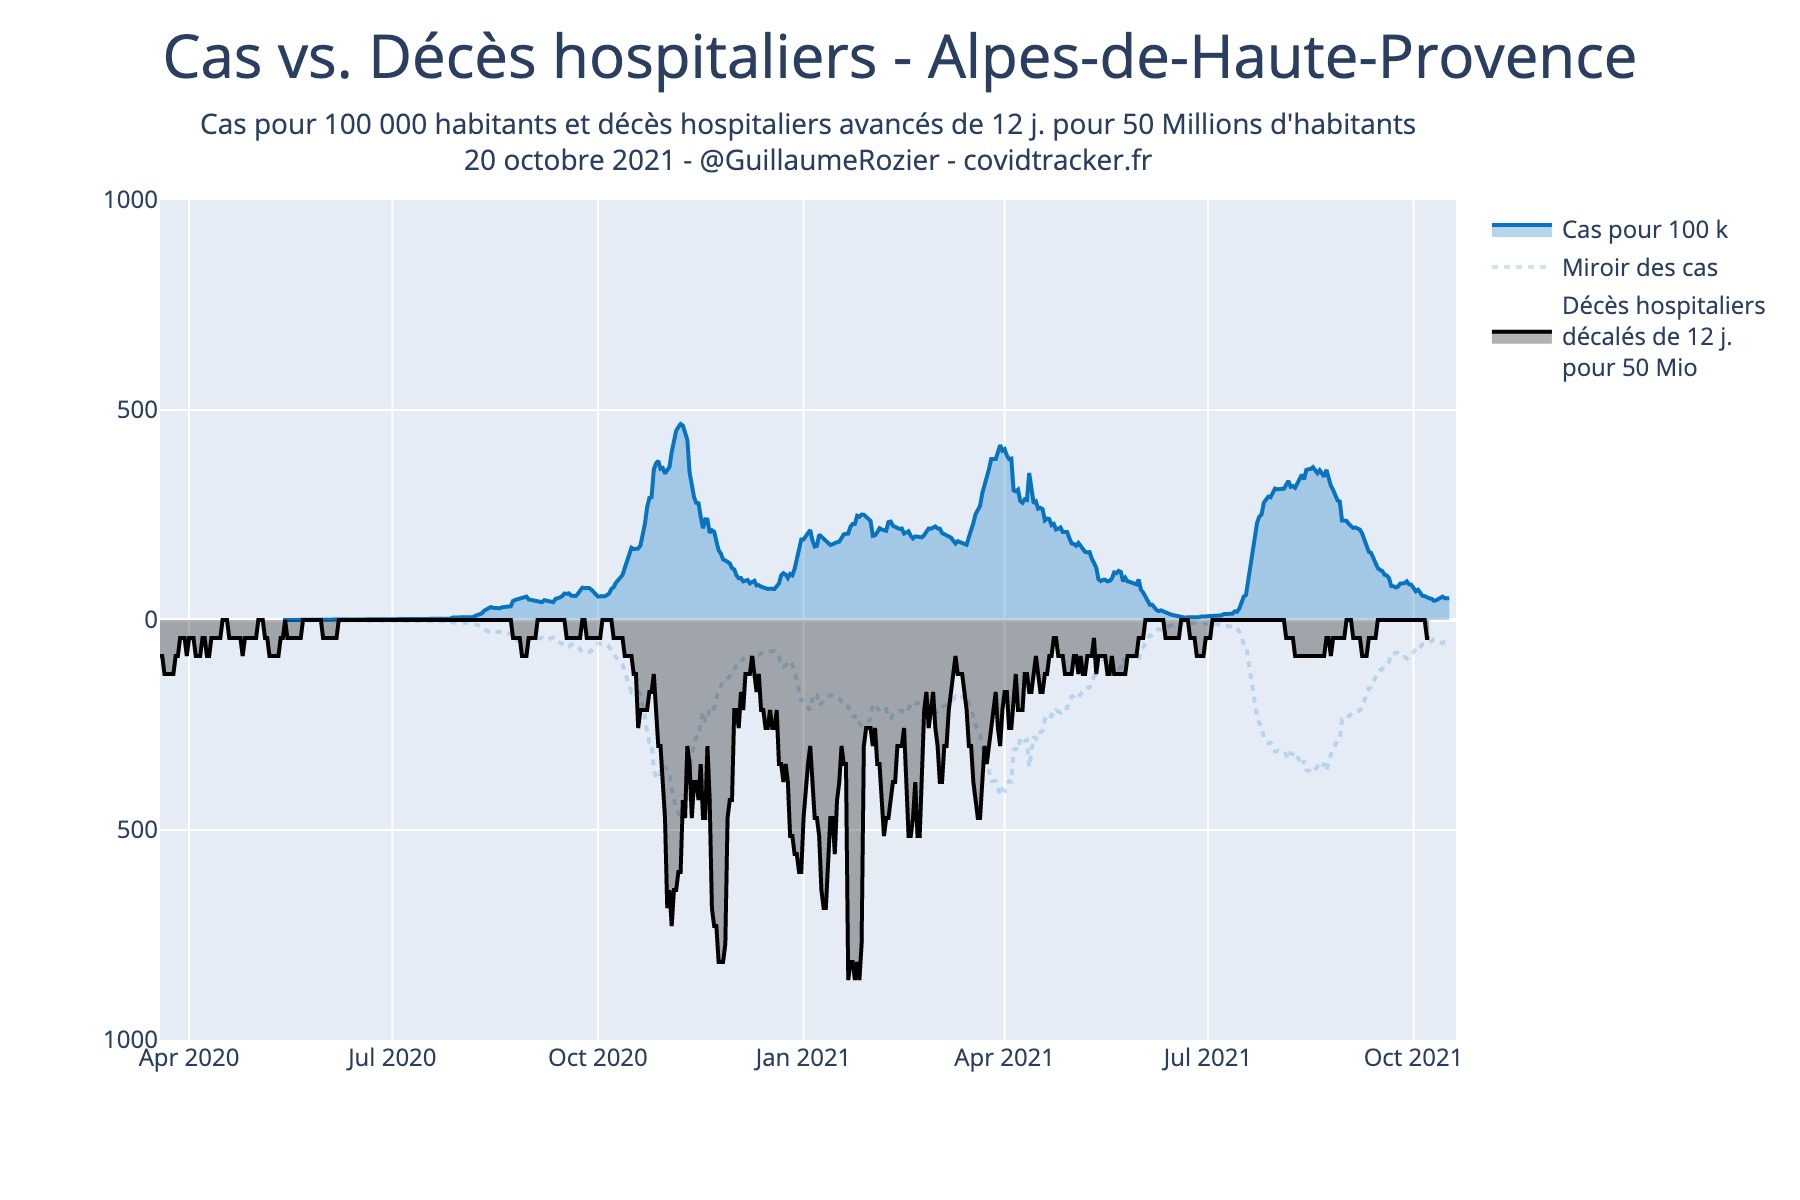 Cas vs. Décès hospitaliers - Alpes-de-Haute-Provence
Cas pour 100 000 habitants et décès hospitaliers avancés de 12 j. pour 50 Millions d'habitants
20 octobre 2021 - @GuillaumeRozier - covidtracker.fr
1000
500
0
500
1000
Apr 2020
Jul 2020
Oct 2020
Jan 2021
Apr 2021
Jul 2021
Oct 2021
Cas pour 100 k
Miroir des cas
Décès hospitaliers
décalés de 12 j.
pour 50 Mio